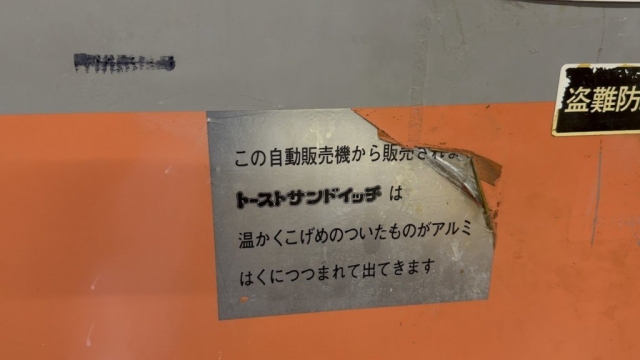 盗難防
この自動販売機から販売されま
トーストサンドイッチ は
温かくこげめのついたものがアルミ
はくにつつまれて出てきます